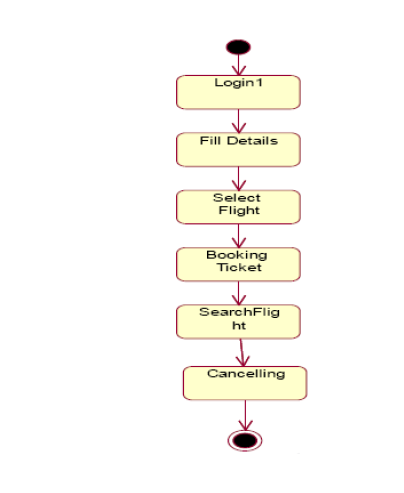 Login1
Fill Details
Select
Flight
Booking
Ticket
SearchFlig
ht
Cancelling